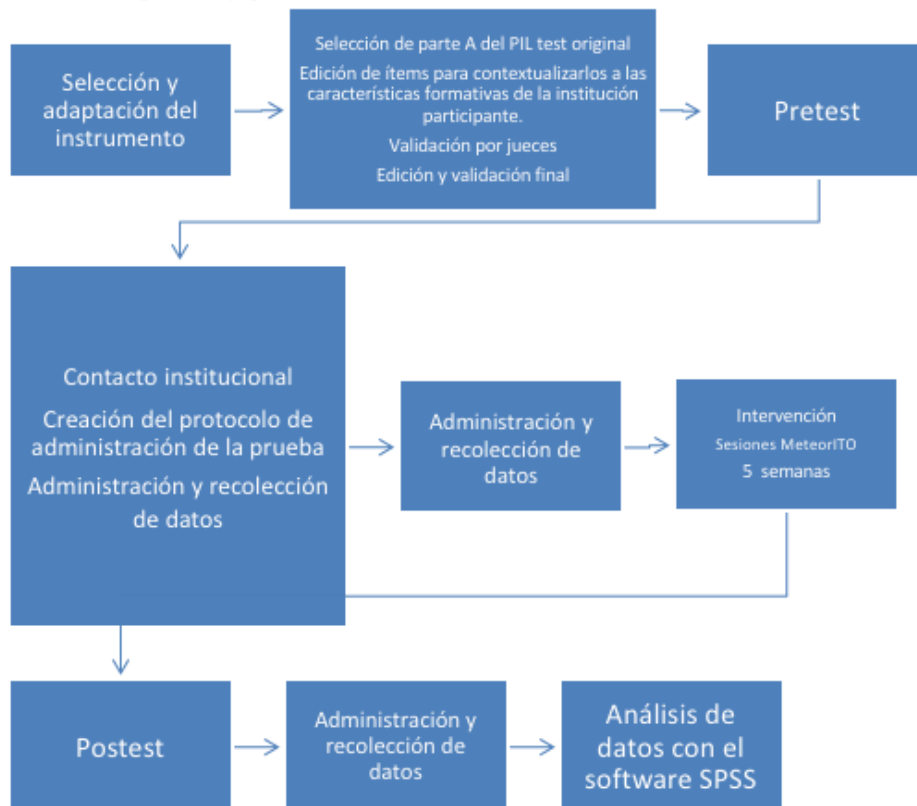 Selección y
adaptación del
instrumento
Selección de parte A del PIL test original
Edición de ítems para contextualizarlos a las
características formativas de la institución
participante.
Validación por jueces
Edición y validación final
Pretest
Contacto institucional
Creación del protocolo de
administración de la prueba
Administración y recolección
de datos
Administración y
recolección de
datos
Intervención
Sesiones MeteorITO
5 semanas
Postest
Administración y
recolección de
datos
Análisis de
datos con el
software SPSS